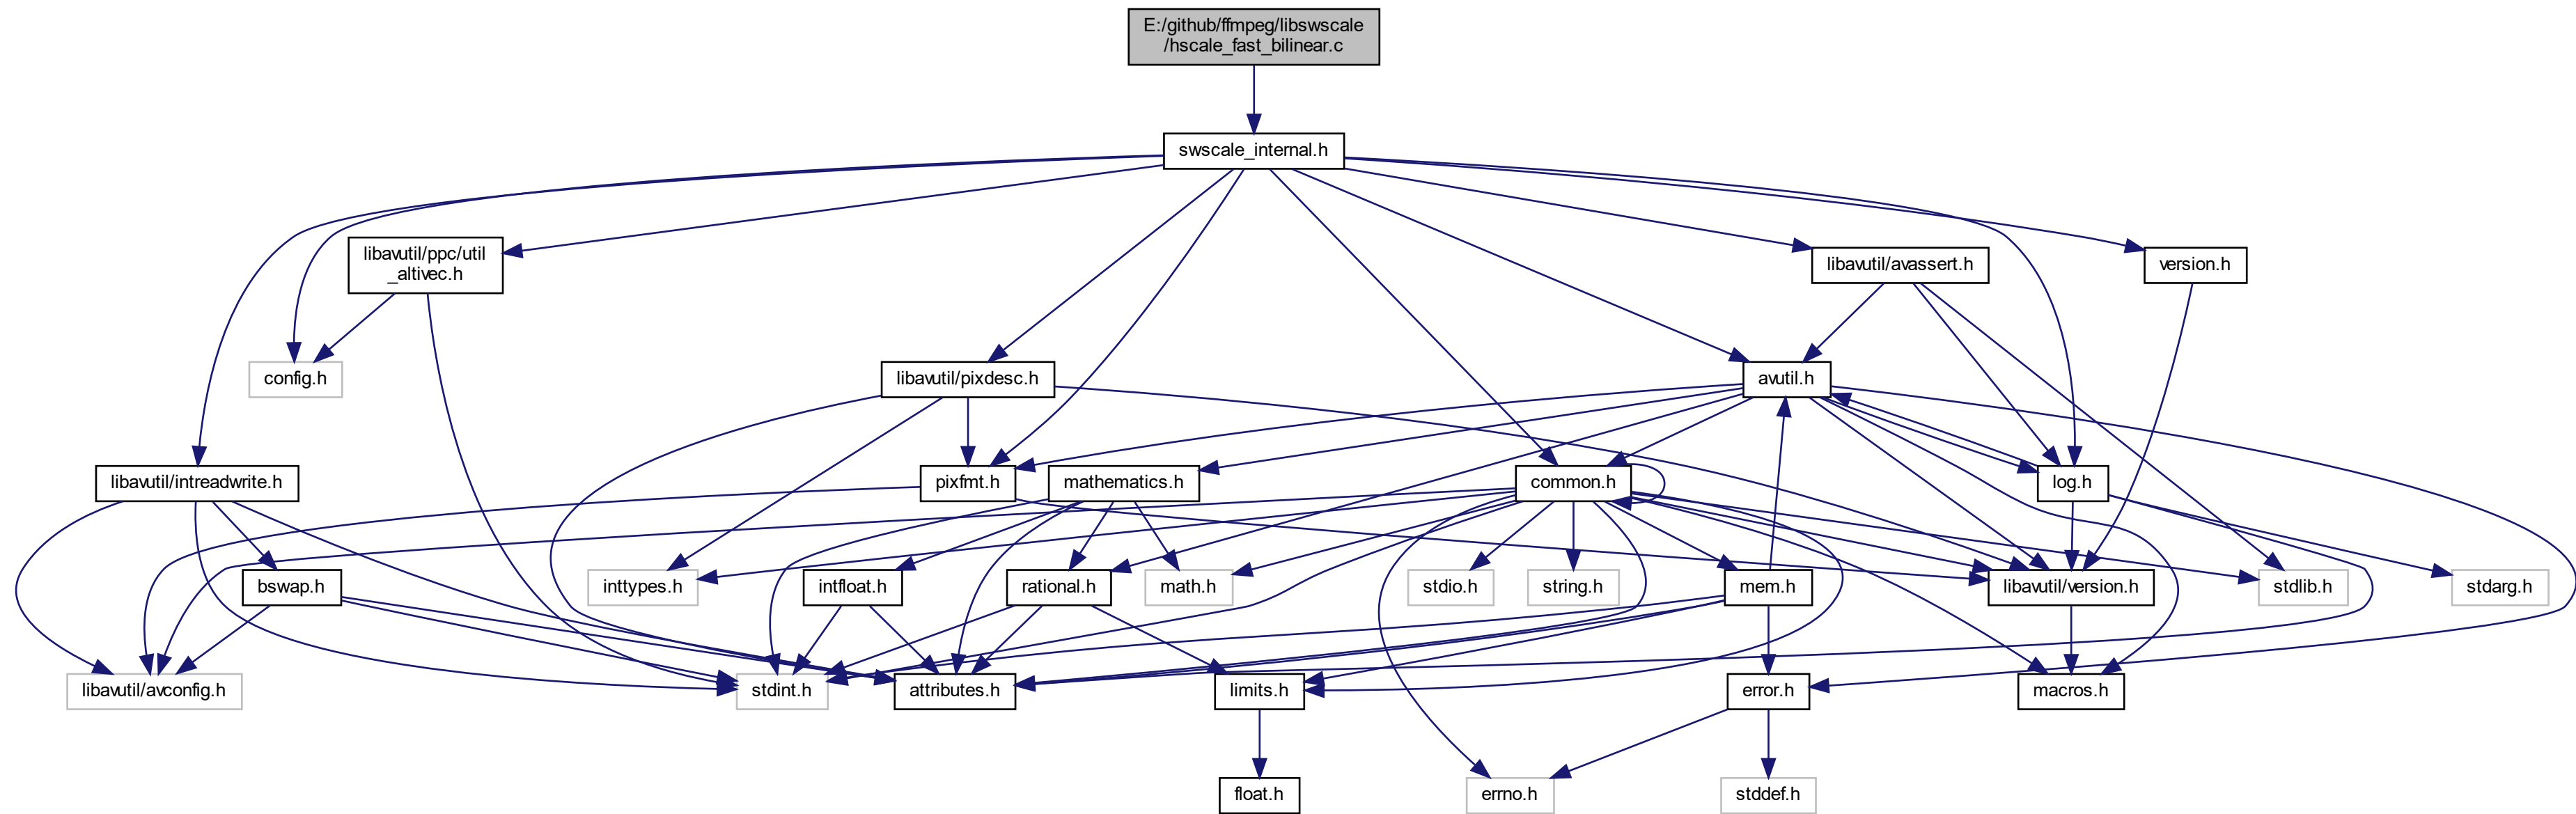 E:/github/ffmpeg/libswscale
/hscale_fast_bilinear.c
swscale_internal.h
libavutil/ppc/util
_altivec.h
libavutil/avassert.h
version.h
config.h
libavutil/pixdesc.h
avutil.h
libavutil/intreadwrite.h
pixfmt.h
mathematics.h
common.h
log.h
bswap.h
inttypes.h
intfloat.h
rational.h
math.h
stdio.h
string.h
mem.h
libavutil/version.h
stdlib.h
stdarg.h
libavutil/avconfig.h
stdint.h
attributes.h
limits.h
error.h
macros.h
float.h
errno.h
stddef.h